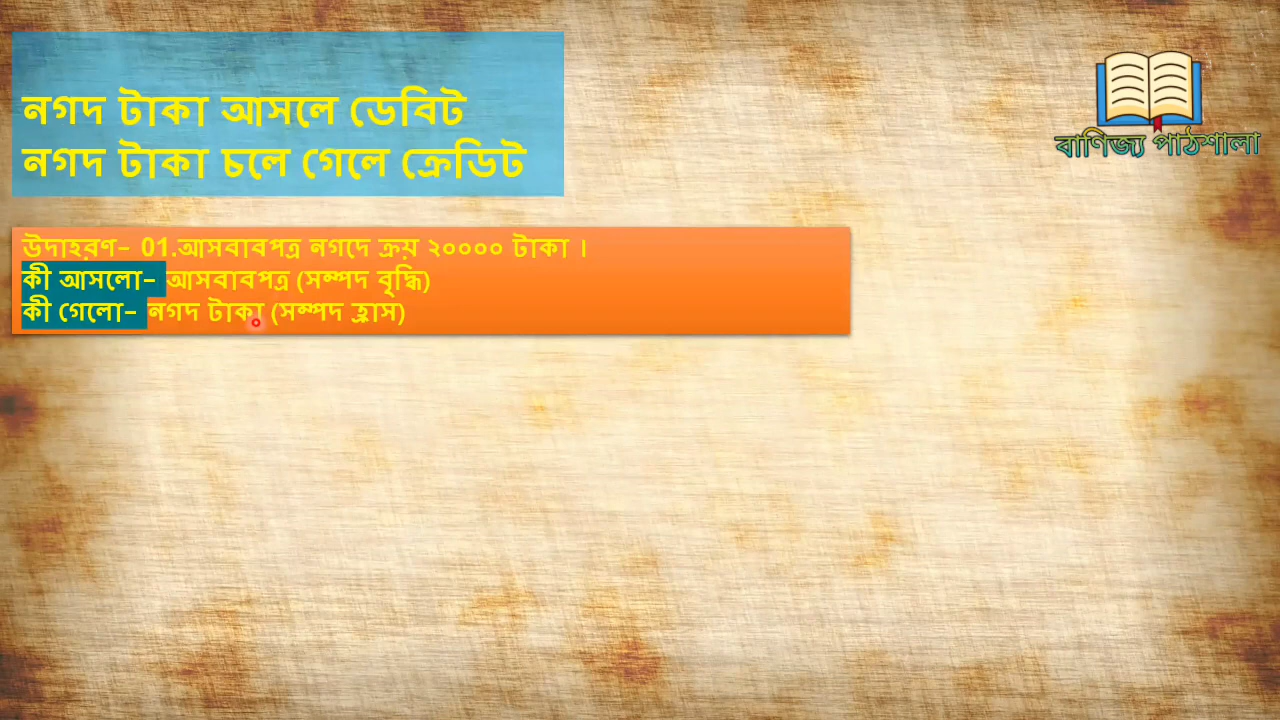 নগদ টাকা আসলে ডেবিট
নগদ টাকা চলে গেলে ক্রেডিট
বাণিজ্য পাঠশালা
উদাহরণ- 01.আসবাবপত্র নগদে ক্রয় ২০০০০ টাকা ।
কী আসলো- আসবাবপত্র (সম্পদ বৃদ্ধি)
কী গেলো- নগদ টাকা (সম্পদ হ্রাস)